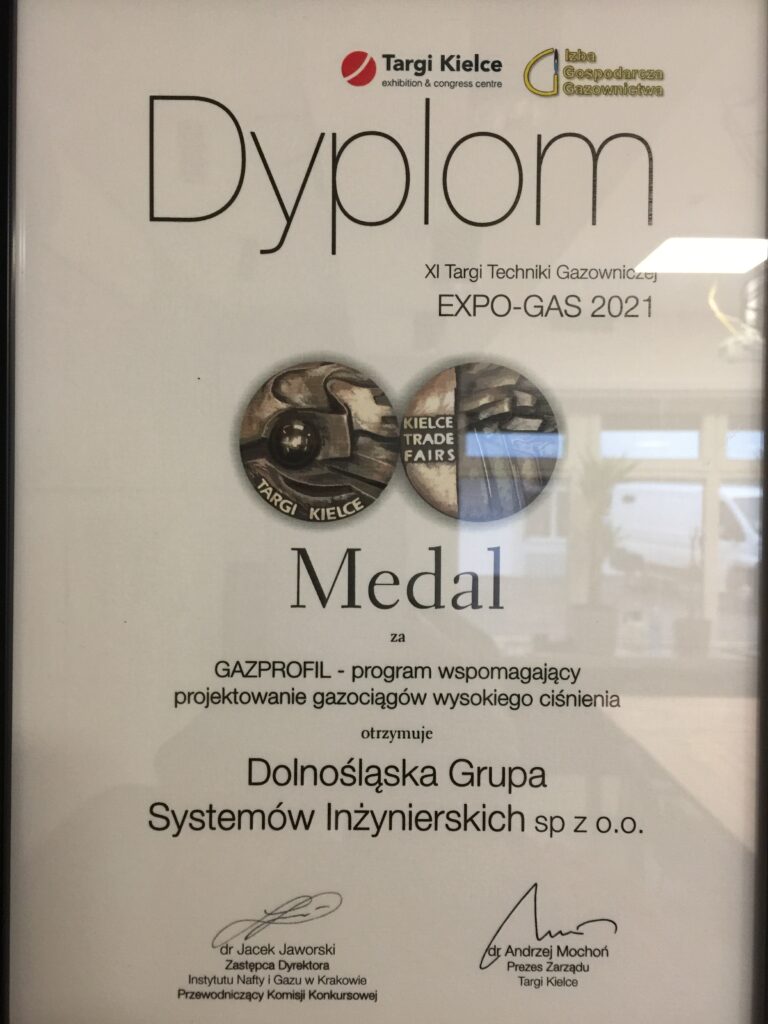 Targi Kielce
exhibition & congress centre
Izba
Gospodarcza
Gazownictwa
Dyplom
XI Targi Techniki Gazowniczej
EXPO-GAS 2021
TARGI KIELCE
KIELCE
TRADE
FAIRS
Medal
za
GAZPROFIL - program wspomagający
projektowanie gazociągów wysokiego ciśnienia
otrzymuje
Dolnośląska Grupa
Systemów Inżynierskich sp z o.o.
dr Jacek Jaworski
Zastępca Dyrektora
Instytutu Nafty i Gazu w Krakowie
Przewodniczący Komisji Konkursowej
dr Andrzej Mochoń
Prezes Zarządu
Targi Kielce